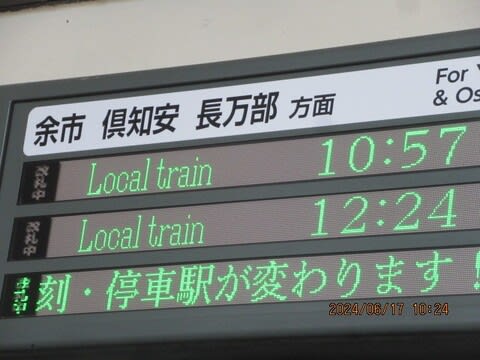 余市 倶知安 長万部 方面
For Y
& Os
Local train 10:57
Local train 12:24
刻・停車駅が変わります！
2024/06/17 10:24